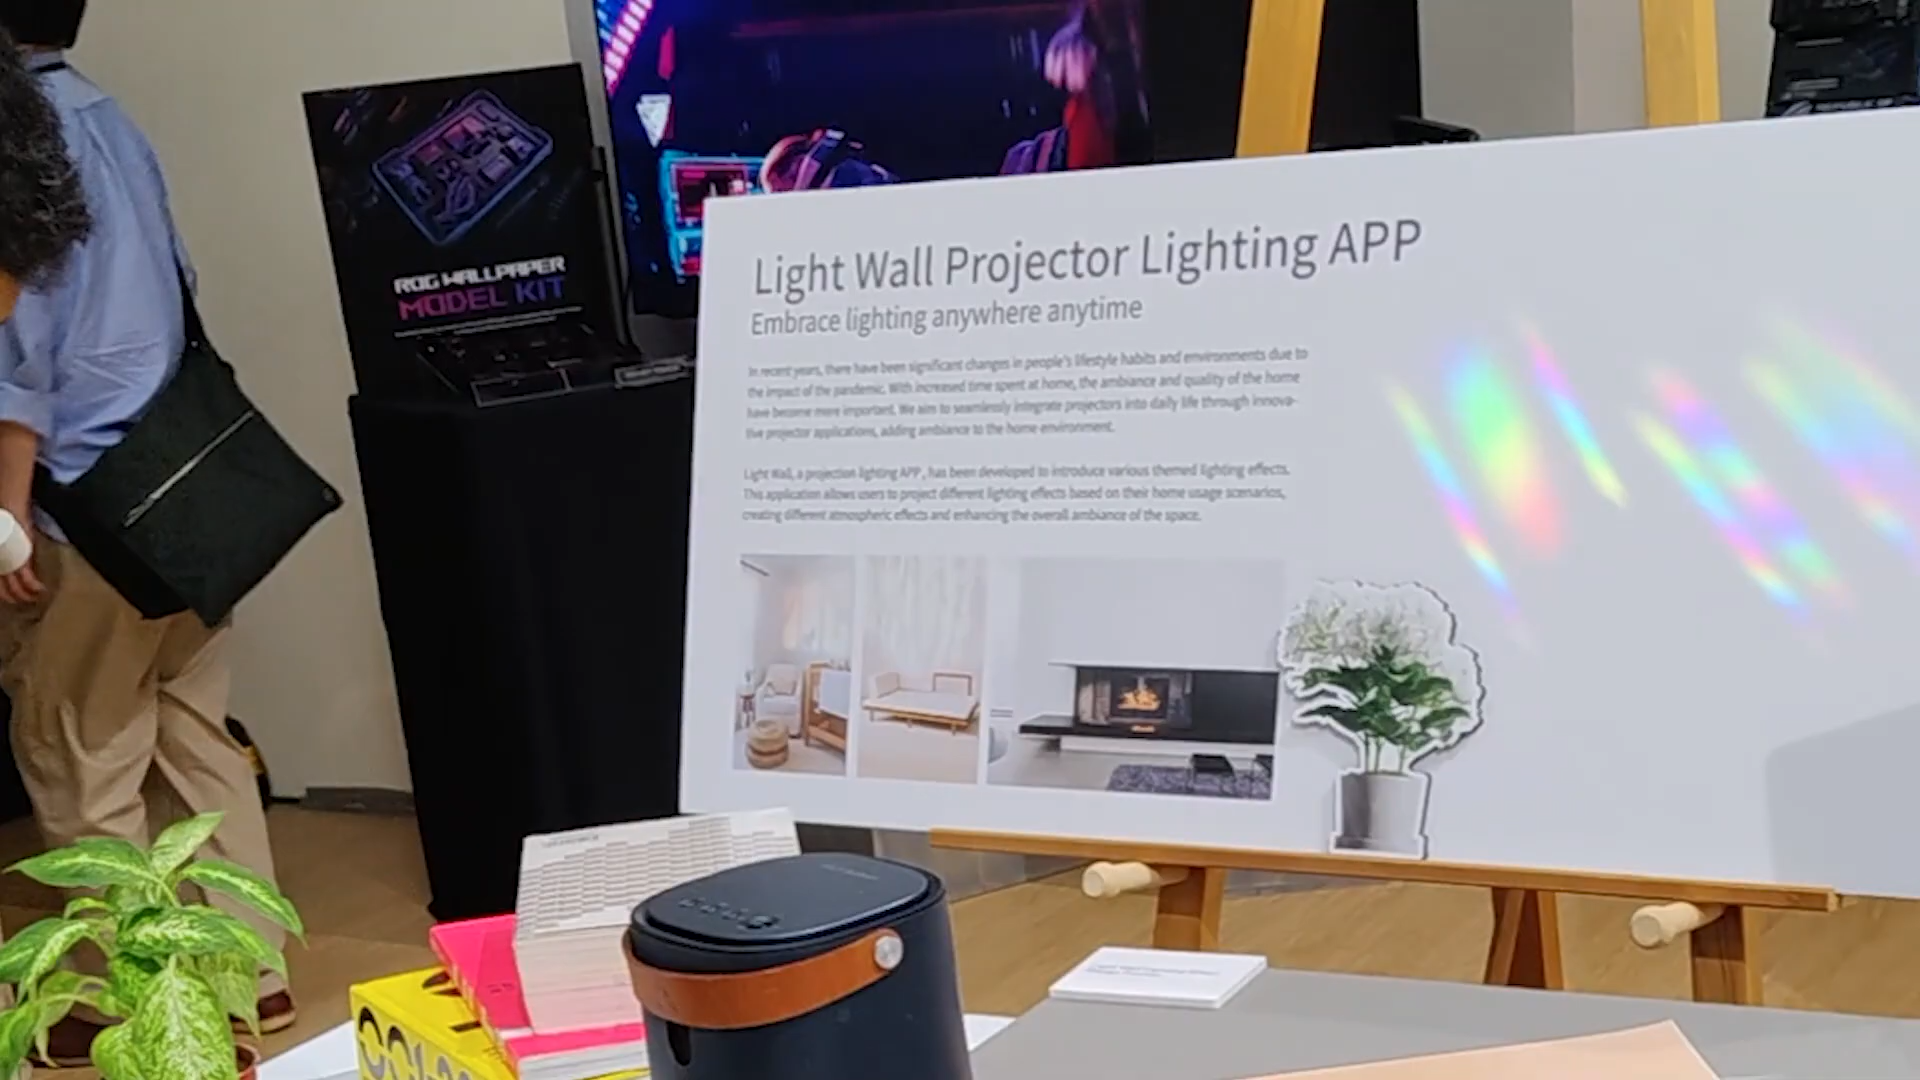 ROG WALLPAPER
MODEL KIT
Light Wall Projector Lighting APP
Embrace lighting anywhere anytime
In recent years, there have been significant changes in people's lifestyle habits and environments due to
the impact of the pandemic. With increased time spent at home, the ambiance and quality of the home
have become more important. We aim to seamlessly integrate projectors into daily life through innova-
tive projector applications, adding ambiance to the home environment.
Light Wall, a projection lighting APP, has been developed to introduce various themed lighting effects.
This application allows users to project different lighting effects based on their home usage scenarios,
creating different atmospheric effects and enhancing the overall ambiance of the space.